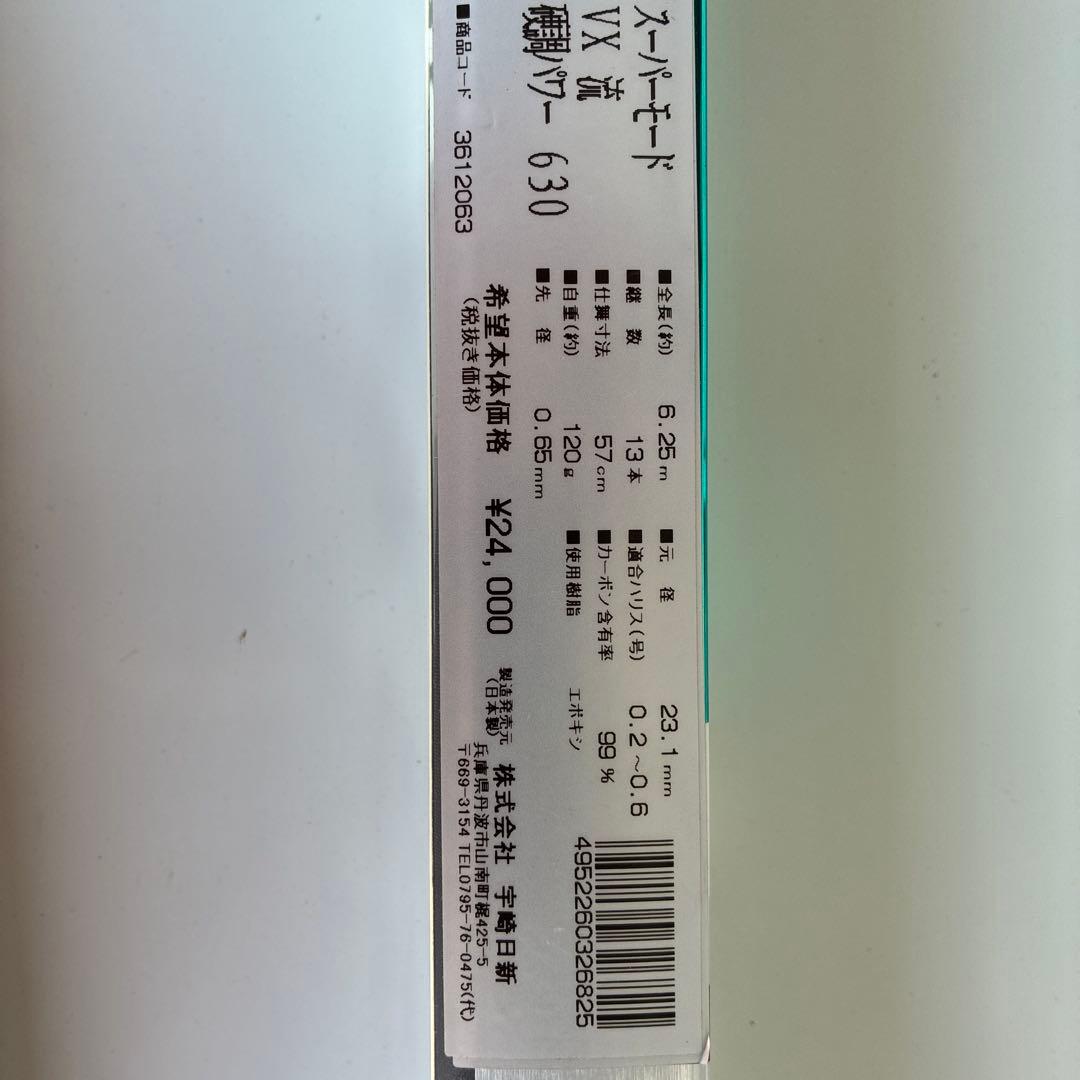 スーパーモード
VX 流
硬調パワー 630
■商品コード 3612063
■全長(約) 6.25m
■継 数 13本
■仕舞寸法 57cm
■自重(約) 120g
■先 径 0.65mm
■元 径 23.1mm
■適合ハリス(号) 0.2~0.6
■カーボン含有率 99%
■使用樹脂 エポキシ
希望本体価格 ¥24,000
(税抜き価格)
製造発売元 株式会社 宇崎日新
(日本製)
兵庫県丹波市山南町梶425-5
〒669-3154 TEL0795-76-0475(代)
4952260326825